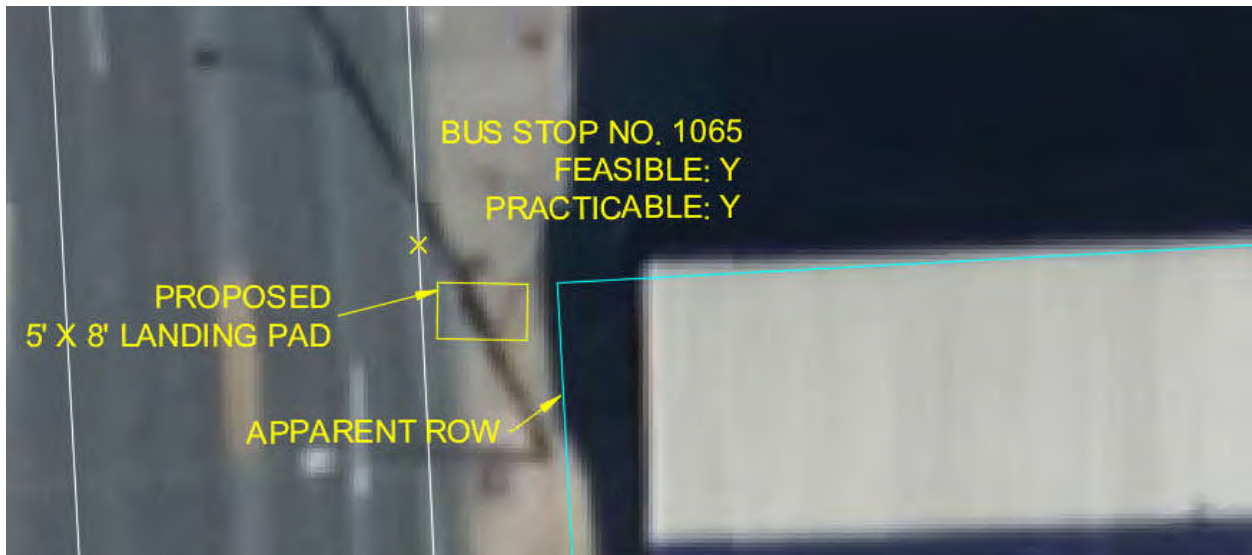 BUS STOP NO. 1065
FEASIBLE: Y
PRACTICABLE: Y
PROPOSED
5' X 8' LANDING PAD
APPARENT ROW